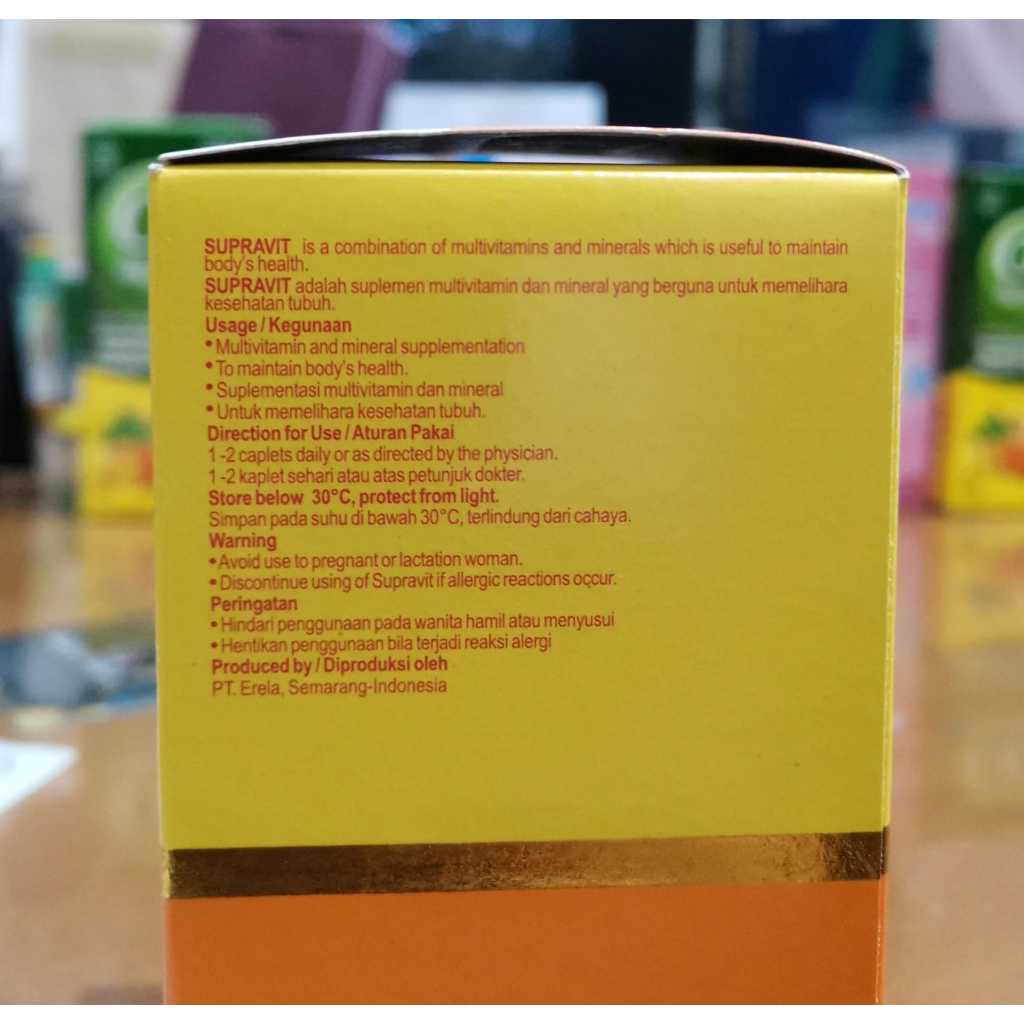 SUPRAVIT is a combination of multivitamins and minerals which is useful to maintain
body's health.
SUPRAVIT adalah suplemen multivitamin dan mineral yang berguna untuk memelihara
kesehatan tubuh.
Usage / Kegunaan
• Multivitamin and mineral supplementation
• To maintain body's health.
• Suplementasi multivitamin dan mineral
• Untuk memelihara kesehatan tubuh.
Direction for Use / Aturan Pakai
1 -2 caplets daily or as directed by the physician.
1 -2 kaplet sehari atau atas petunjuk dokter.
Store below 30°C, protect from light.
Simpan pada suhu di bawah 30°C, terlindung dari cahaya.
Warning
• Avoid use to pregnant or lactation woman.
• Discontinue using of Supravit if allergic reactions occur.
Peringatan
• Hindari penggunaan pada wanita hamil atau menyusui
• Hentikan penggunaan bila terjadi reaksi alergi
Produced by / Diproduksi oleh
PT. Erela, Semarang-Indonesia